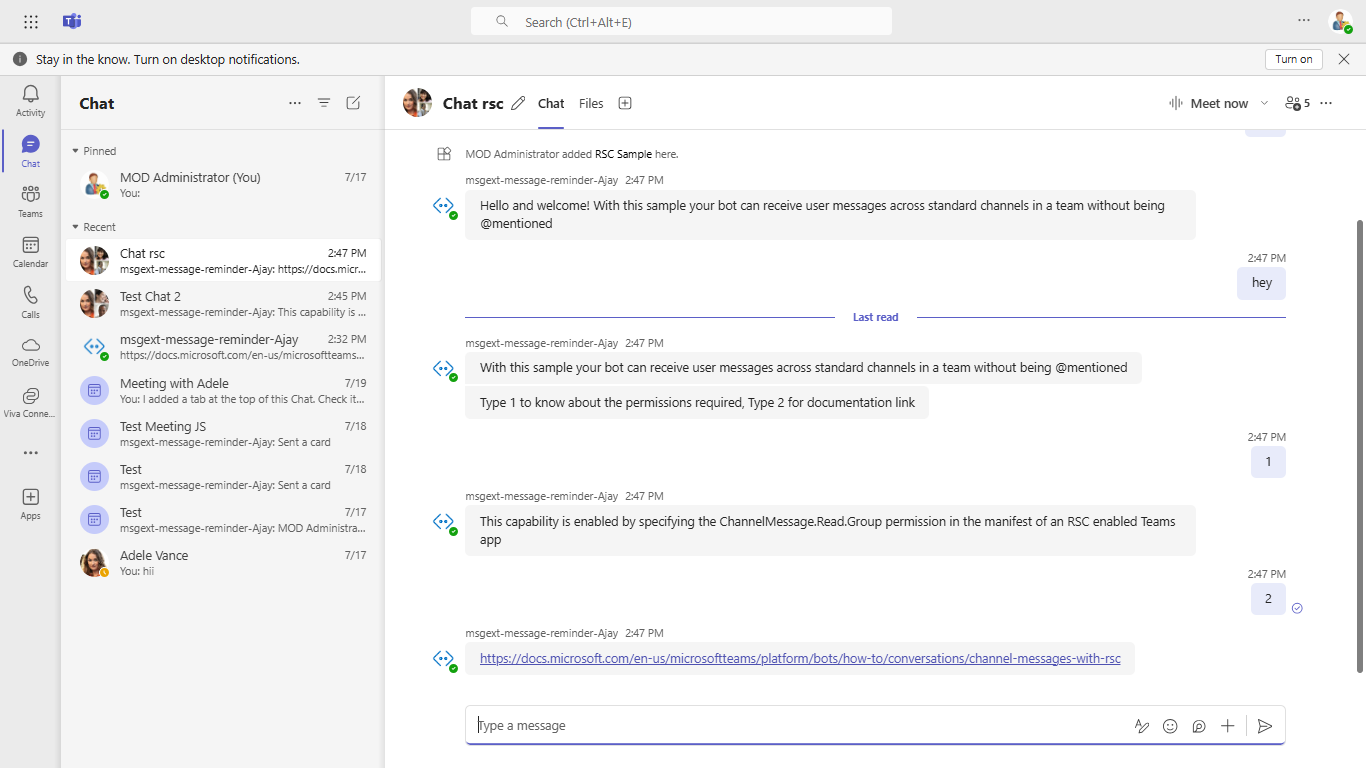 Search (Ctrl+Alt+E)
Stay in the know. Turn on desktop notifications.
Turn on
Activity
Chat
Teams
Calendar
Calls
OneDrive
Viva Conne...
Apps
Chat
Pinned
MOD Administrator (You) 7/17
You:
Recent
Chat rsc 2:47 PM
msgext-message-reminder-Ajay: https://docs.micr...
Test Chat 2 2:45 PM
msgext-message-reminder-Ajay: This capability is ...
msgext-message-reminder-Ajay 2:32 PM
https://docs.microsoft.com/en-us/microsoftteams...
Meeting with Adele 7/19
You: I added a tab at the top of this Chat. Check it...
Test Meeting JS 7/18
msgext-message-reminder-Ajay: Sent a card
Test 7/18
msgext-message-reminder-Ajay: Sent a card
Test 7/17
msgext-message-reminder-Ajay: MOD Administra...
Adele Vance 7/17
You: hii
Chat rsc Chat Files Meet now 5
MOD Administrator added RSC Sample here.
msgext-message-reminder-Ajay 2:47 PM
Hello and welcome! With this sample your bot can receive user messages across standard channels in a team without being
@mentioned
2:47 PM
hey
Last read
msgext-message-reminder-Ajay 2:47 PM
With this sample your bot can receive user messages across standard channels in a team without being @mentioned
Type 1 to know about the permissions required, Type 2 for documentation link
2:47 PM
1
msgext-message-reminder-Ajay 2:47 PM
This capability is enabled by specifying the ChannelMessage.Read.Group permission in the manifest of an RSC enabled Teams
app
2:47 PM
2
msgext-message-reminder-Ajay 2:47 PM
https://docs.microsoft.com/en-us/microsoftteams/platform/bots/how-to/conversations/channel-messages-with-rsc
Type a message